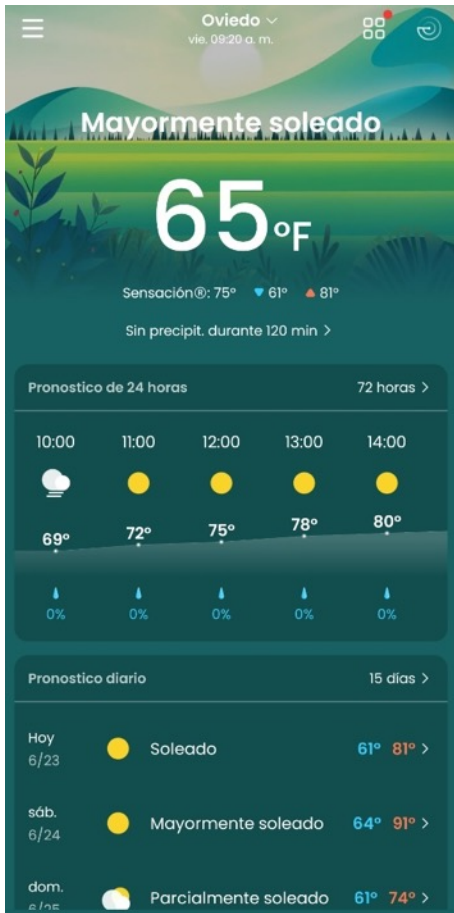 Oviedo
vie. 09:20 a. m.
Mayormente soleado
65°F
Sensación®: 75° 61° 81°
Sin precipit. durante 120 min >
Pronostico de 24 horas 72 horas >
10:00 11:00 12:00 13:00 14:00
69° 72° 75° 78° 80°
0% 0% 0% 0% 0%
Pronostico diario 15 días >
Hoy
6/23 Soleado 61° 81° >
sáb.
6/24 Mayormente soleado 64° 91° >
dom.
6/25 Parcialmente soleado 61° 74° >